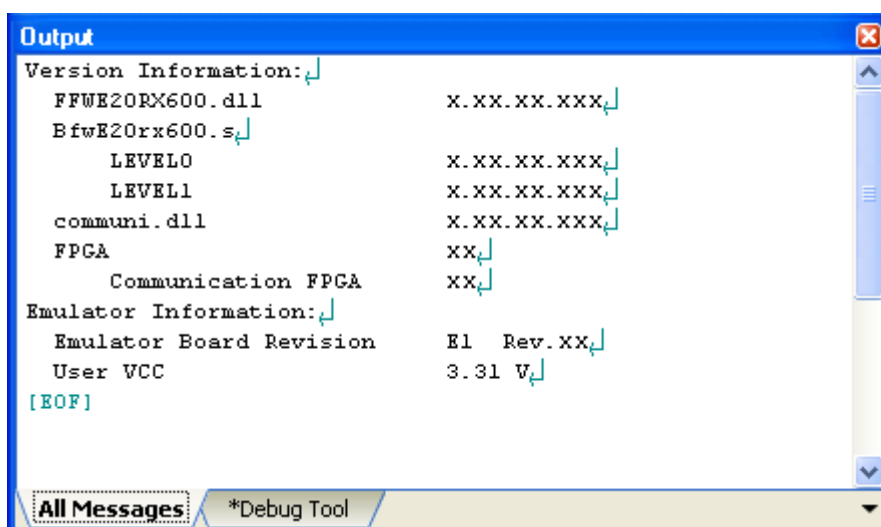 Output
Version Information:↵
FFWE20RX600.dll x.xx.xx.xxx↵
BfwE20rx600.s↵
LEVEL0 x.xx.xx.xxx↵
LEVEL1 x.xx.xx.xxx↵
communi.dll x.xx.xx.xxx↵
FPGA xx↵
Communication FPGA xx↵
Emulator Information:↵
Emulator Board Revision E1 Rev.xx↵
User VCC 3.31 V↵
[EOF]
All Messages *Debug Tool